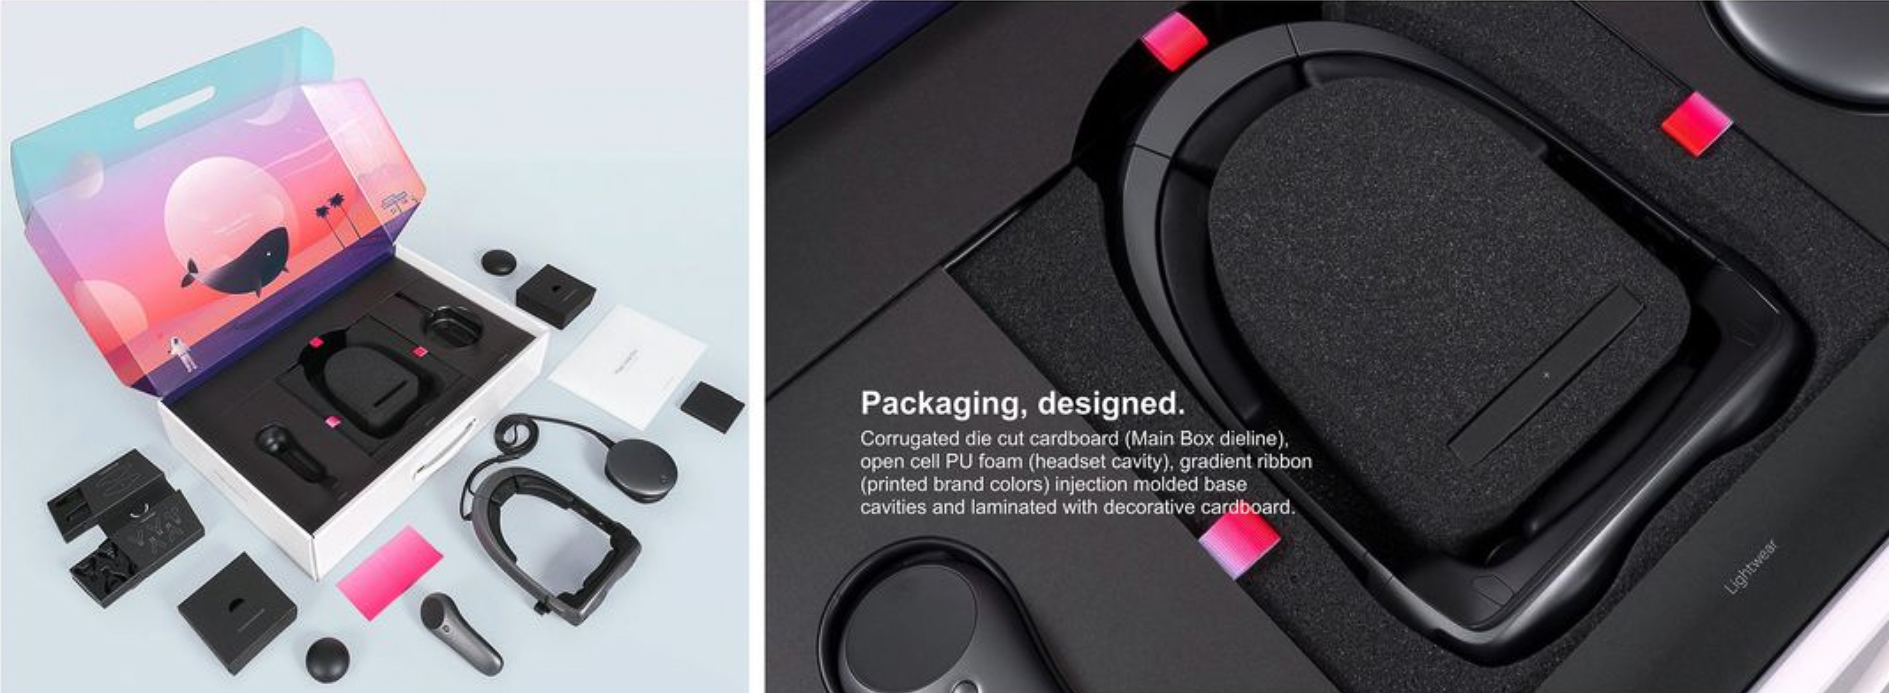 Packaging, designed.
Corrugated die cut cardboard (Main Box dieline),
open cell PU foam (headset cavity), gradient ribbon
(printed brand colors) injection molded base
cavities and laminated with decorative cardboard.
Lightwear